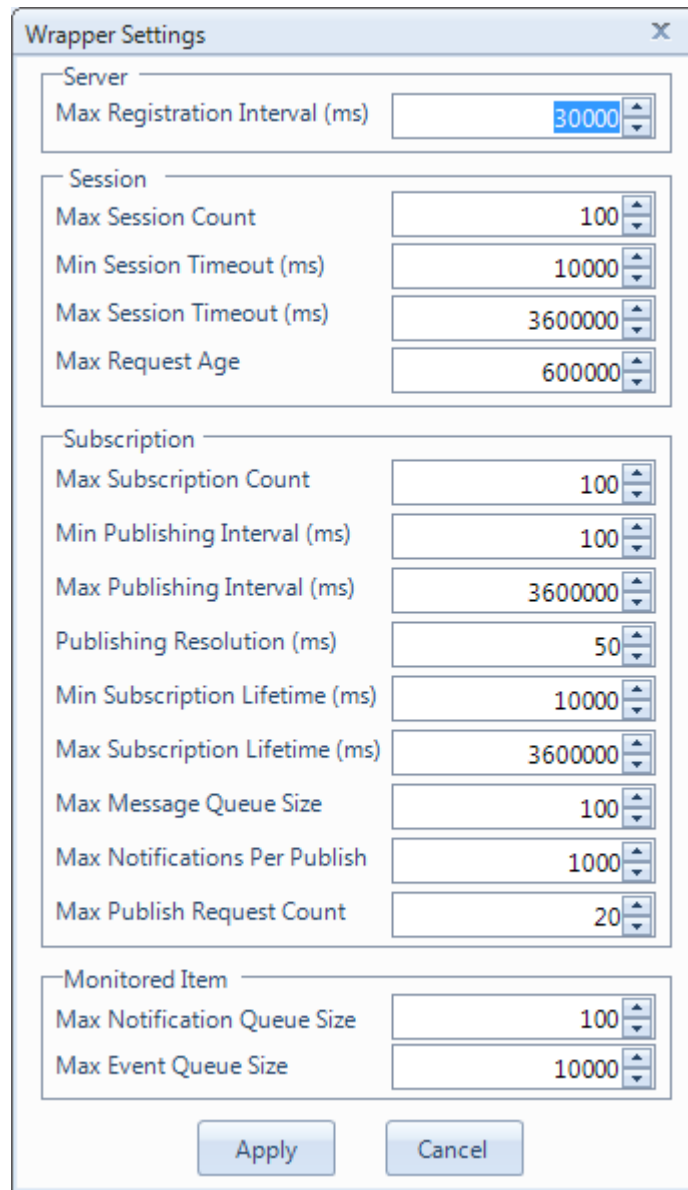 Wrapper Settings
Server
Max Registration Interval (ms) 30000
Session
Max Session Count 100
Min Session Timeout (ms) 10000
Max Session Timeout (ms) 3600000
Max Request Age 600000
Subscription
Max Subscription Count 100
Min Publishing Interval (ms) 100
Max Publishing Interval (ms) 3600000
Publishing Resolution (ms) 50
Min Subscription Lifetime (ms) 10000
Max Subscription Lifetime (ms) 3600000
Max Message Queue Size 100
Max Notifications Per Publish 1000
Max Publish Request Count 20
Monitored Item
Max Notification Queue Size 100
Max Event Queue Size 10000
Apply Cancel